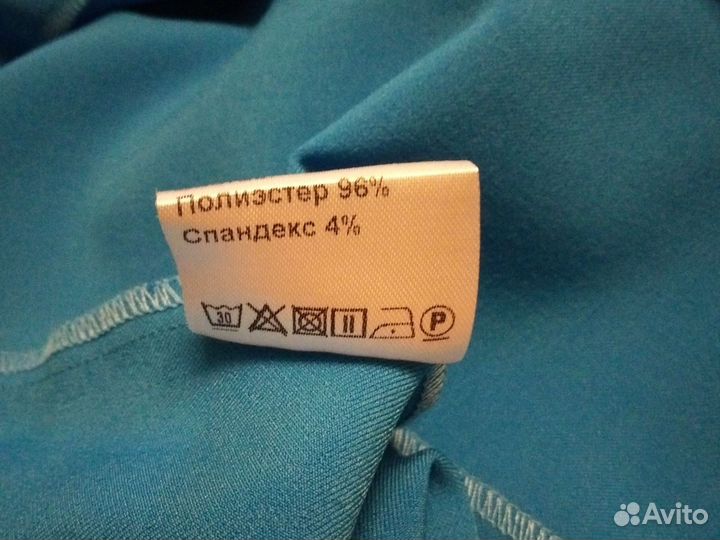 Полиэстер 96%
Спандекс 4%
30 P
Avito